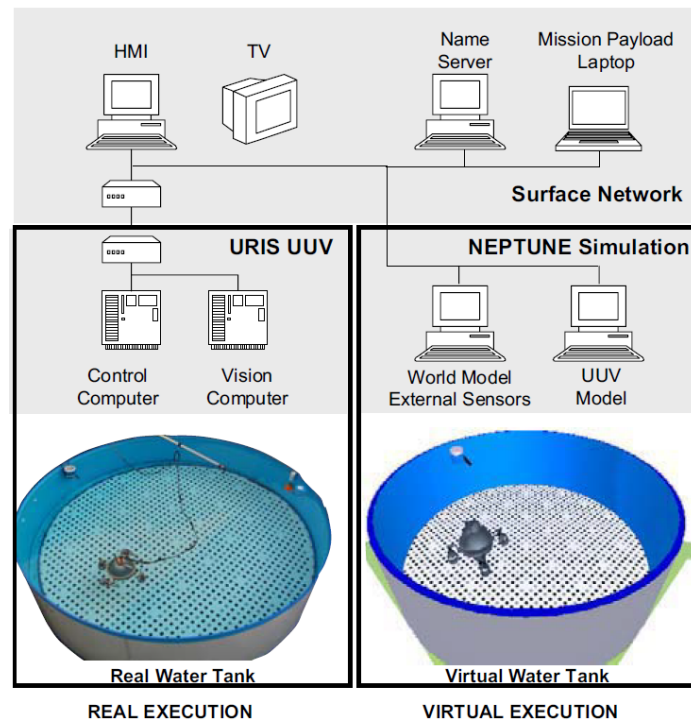 HMI
TV
Name
Server
Mission Payload
Laptop
Surface Network
URIS UUV
NEPTUNE Simulation
Control
Computer
Vision
Computer
World Model
External Sensors
UUV
Model
Real Water Tank
Virtual Water Tank
REAL EXECUTION
VIRTUAL EXECUTION